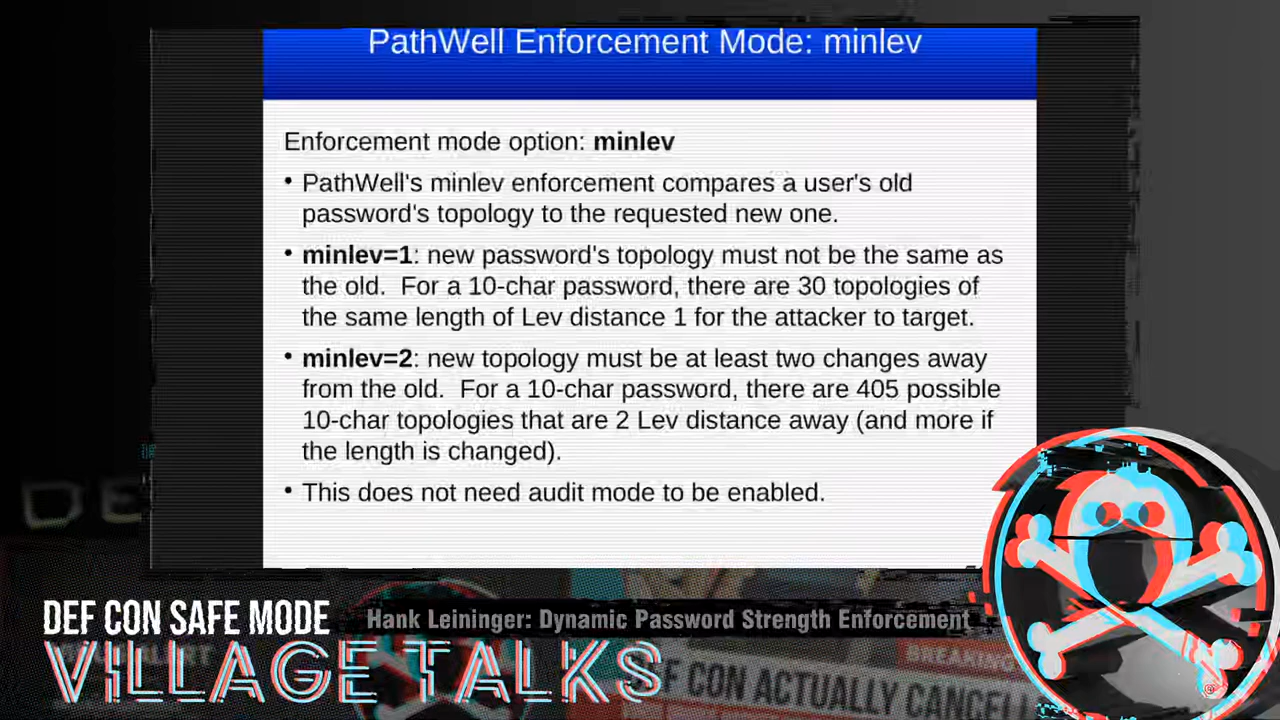 PathWell Enforcement Mode: minlev
Enforcement mode option: minlev
• PathWell's minlev enforcement compares a user's old
password's topology to the requested new one.
• minlev=1: new password's topology must not be the same as
the old.  For a 10-char password, there are 30 topologies of
the same length of Lev distance 1 for the attacker to target.
• minlev=2: new topology must be at least two changes away
from the old.  For a 10-char password, there are 405 possible
10-char topologies that are 2 Lev distance away (and more if
the length is changed).
• This does not need audit mode to be enabled.
DE
DEF CON SAFE MODE
Hank Leininger: Dynamic Password Strength Enforcement
VILLAGE TALKS
BREAKIN
F CON ACTUALLY CANCELL